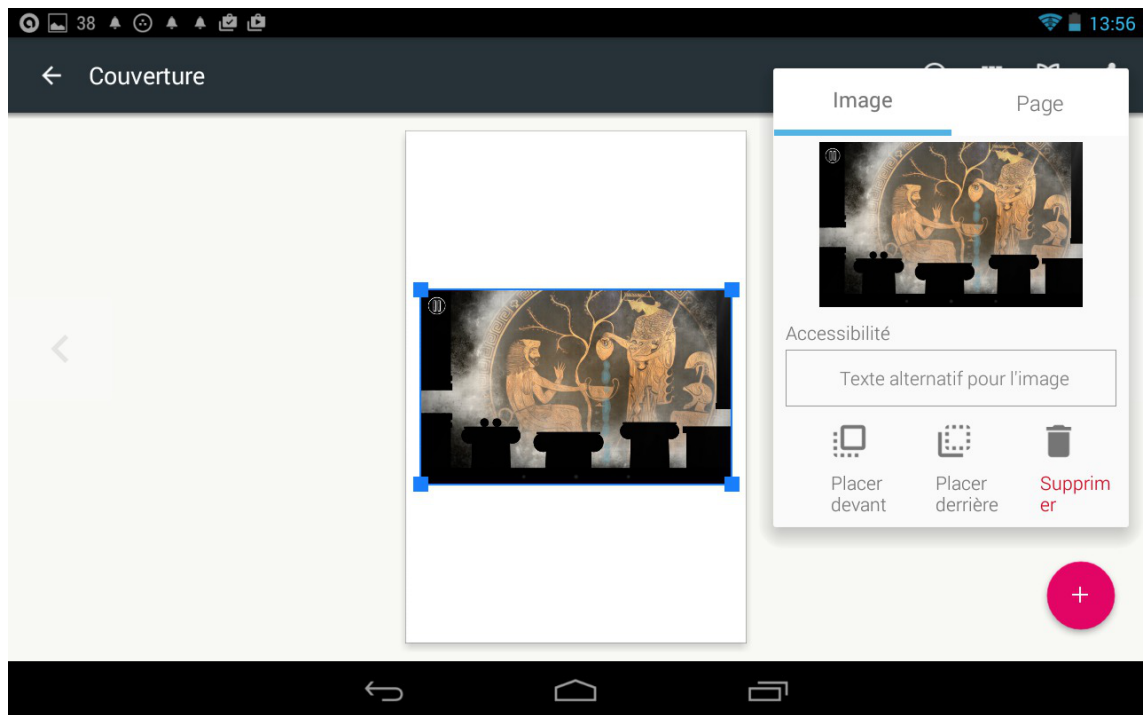 38
13:56
Couverture
Image
Page
Accessibilité
Texte alternatif pour l'image
Placer
devant
Placer
derrière
Supprim
er